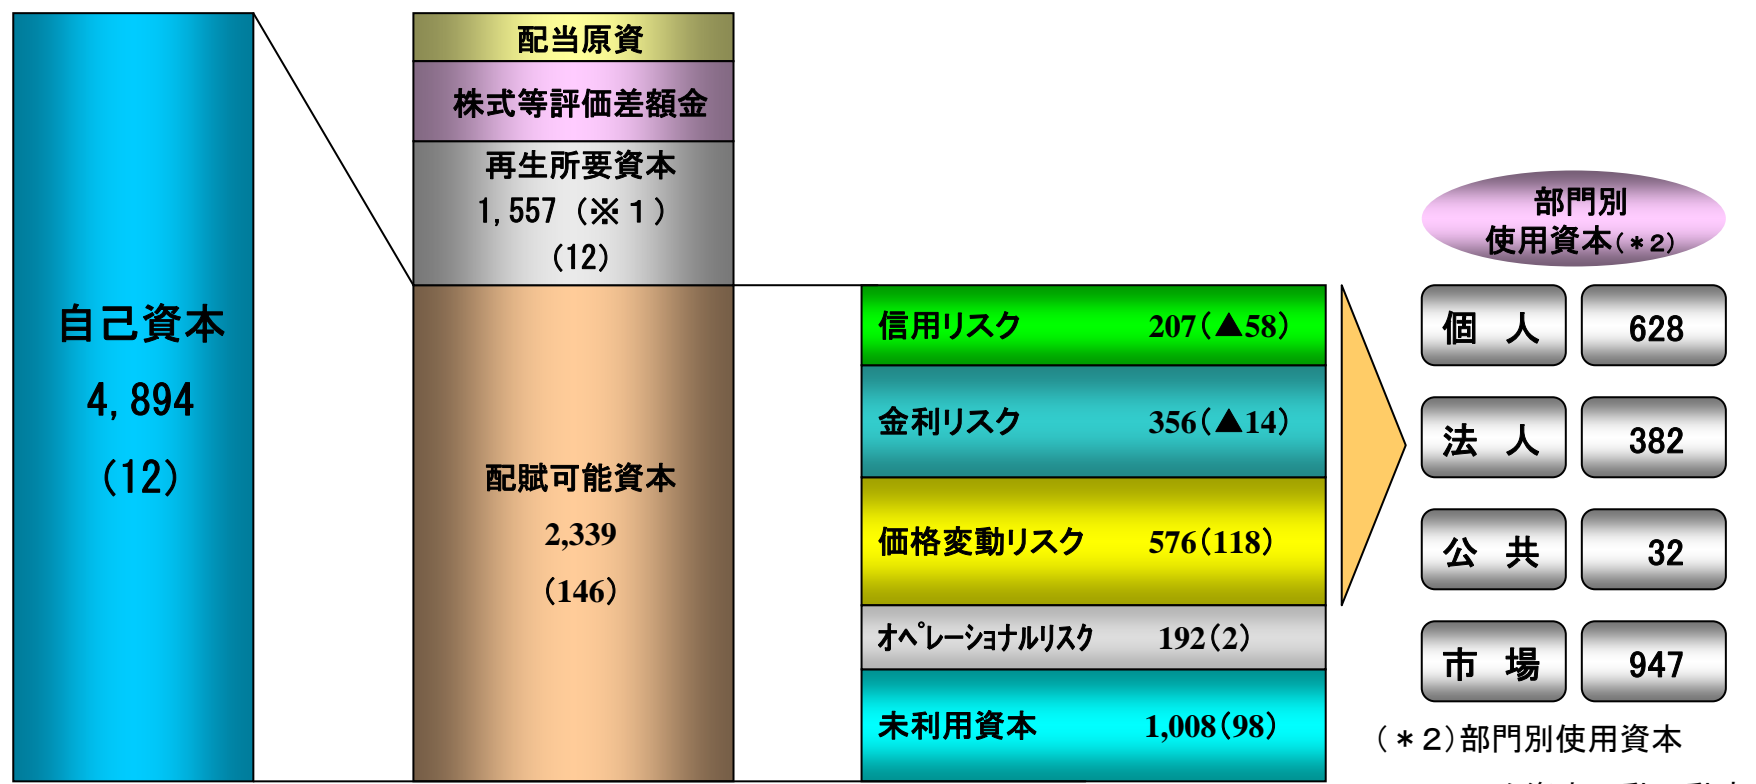 自己資本
4,894
(12)
配当原資
株式等評価差額金
再生所要資本
1,557（※１）
(12)
配賦可能資本
2,339
(146)
信用リスク 207(▲58)
金利リスク 356(▲14)
価格変動リスク 576(118)
ｵﾍﾟﾚｰｼｮﾅﾙﾘｽｸ 192(2)
未利用資本 1,008(98)
部門別
使用資本(＊2)
個 人 628
法 人 382
公 共 32
市 場 947
(＊2)部門別使用資本